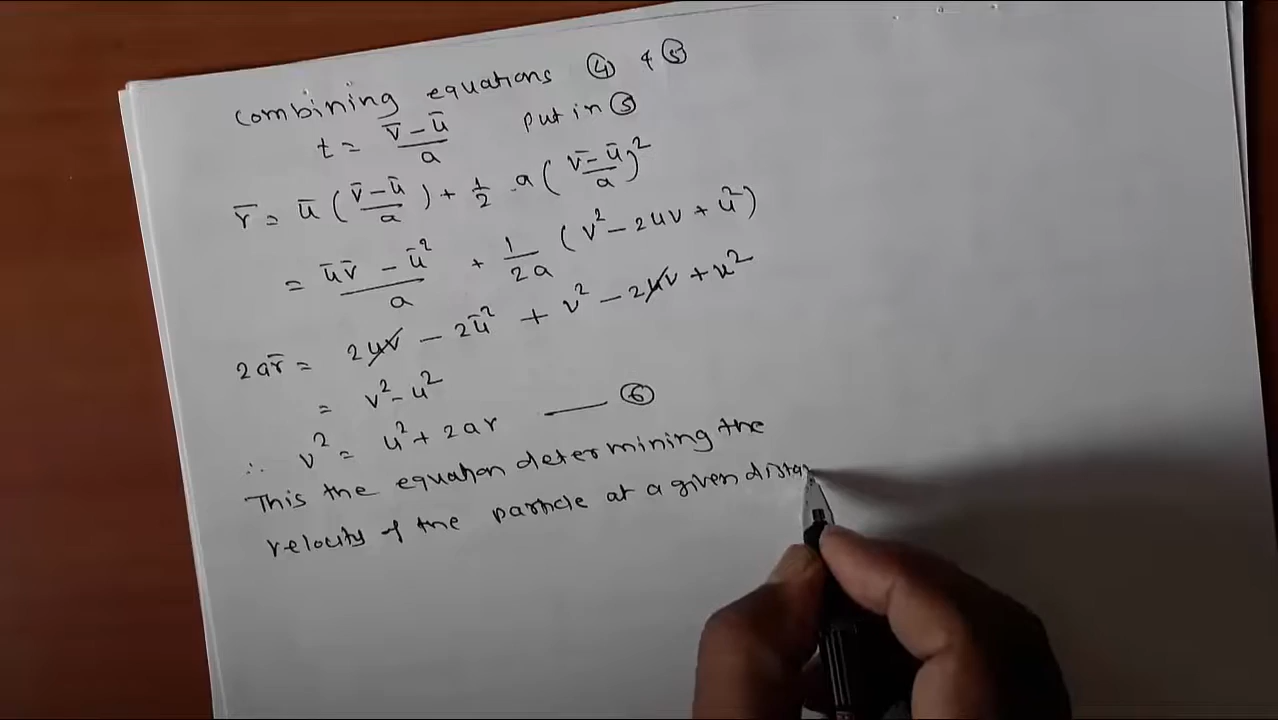 Combining equations ④ & ⑤
t = (v̄ - ū)/a put in ⑤
r̄ = ū ((v̄ - ū)/a) + 1/2 a ((v̄ - ū)/a)²
= (ūv̄ - ū²)/a + 1/2a (v² - 2uv + ū²)
2ar̄ = 2uv - 2ū² + v² - 2uv + u²
= v² - u²
∴ v² = u² + 2ar — ⑥
This the equation determining the
velocity of the particle at a given distan